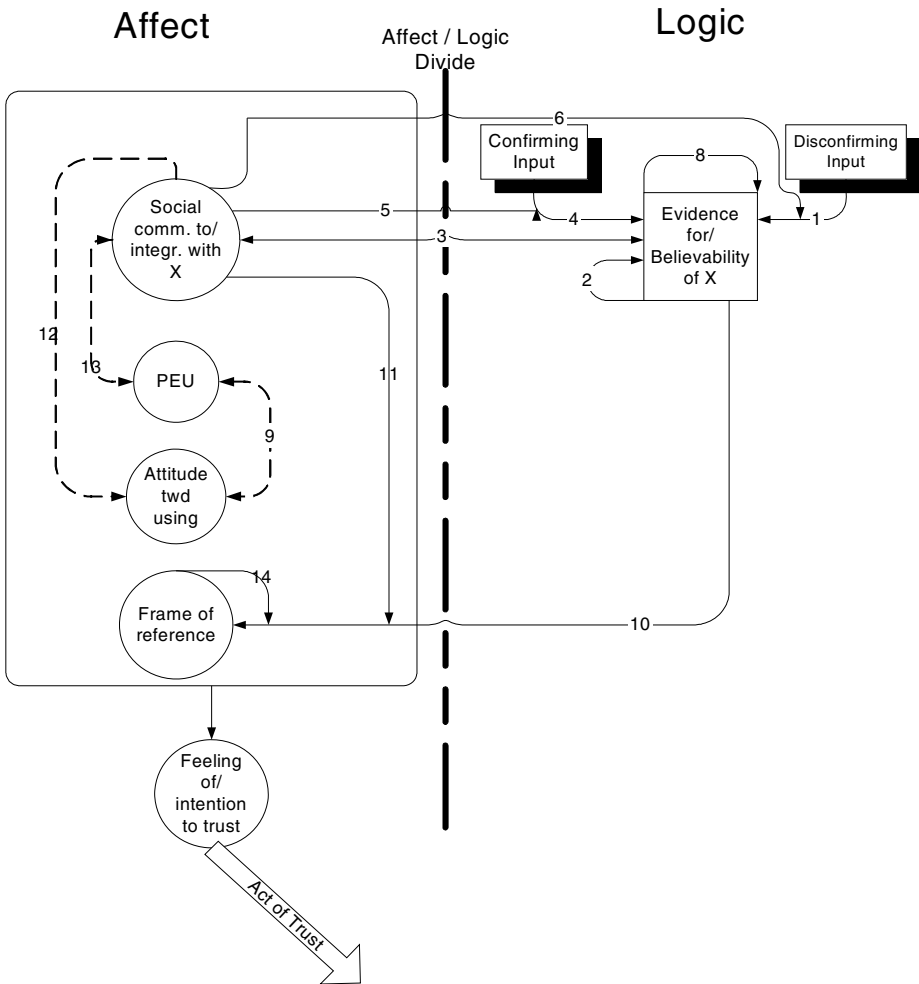 Affect
Affect / Logic
Divide
Logic
6
Confirming
Input
Disconfirming
Input
8
Social
comm. to/
integr. with
X
5
4
1
3
Evidence
for/
Believability
of X
2
12
13
PEU
11
9
Attitude
twd
using
14
Frame of
reference
10
Feeling
of/
intention
to trust
Act of Trust